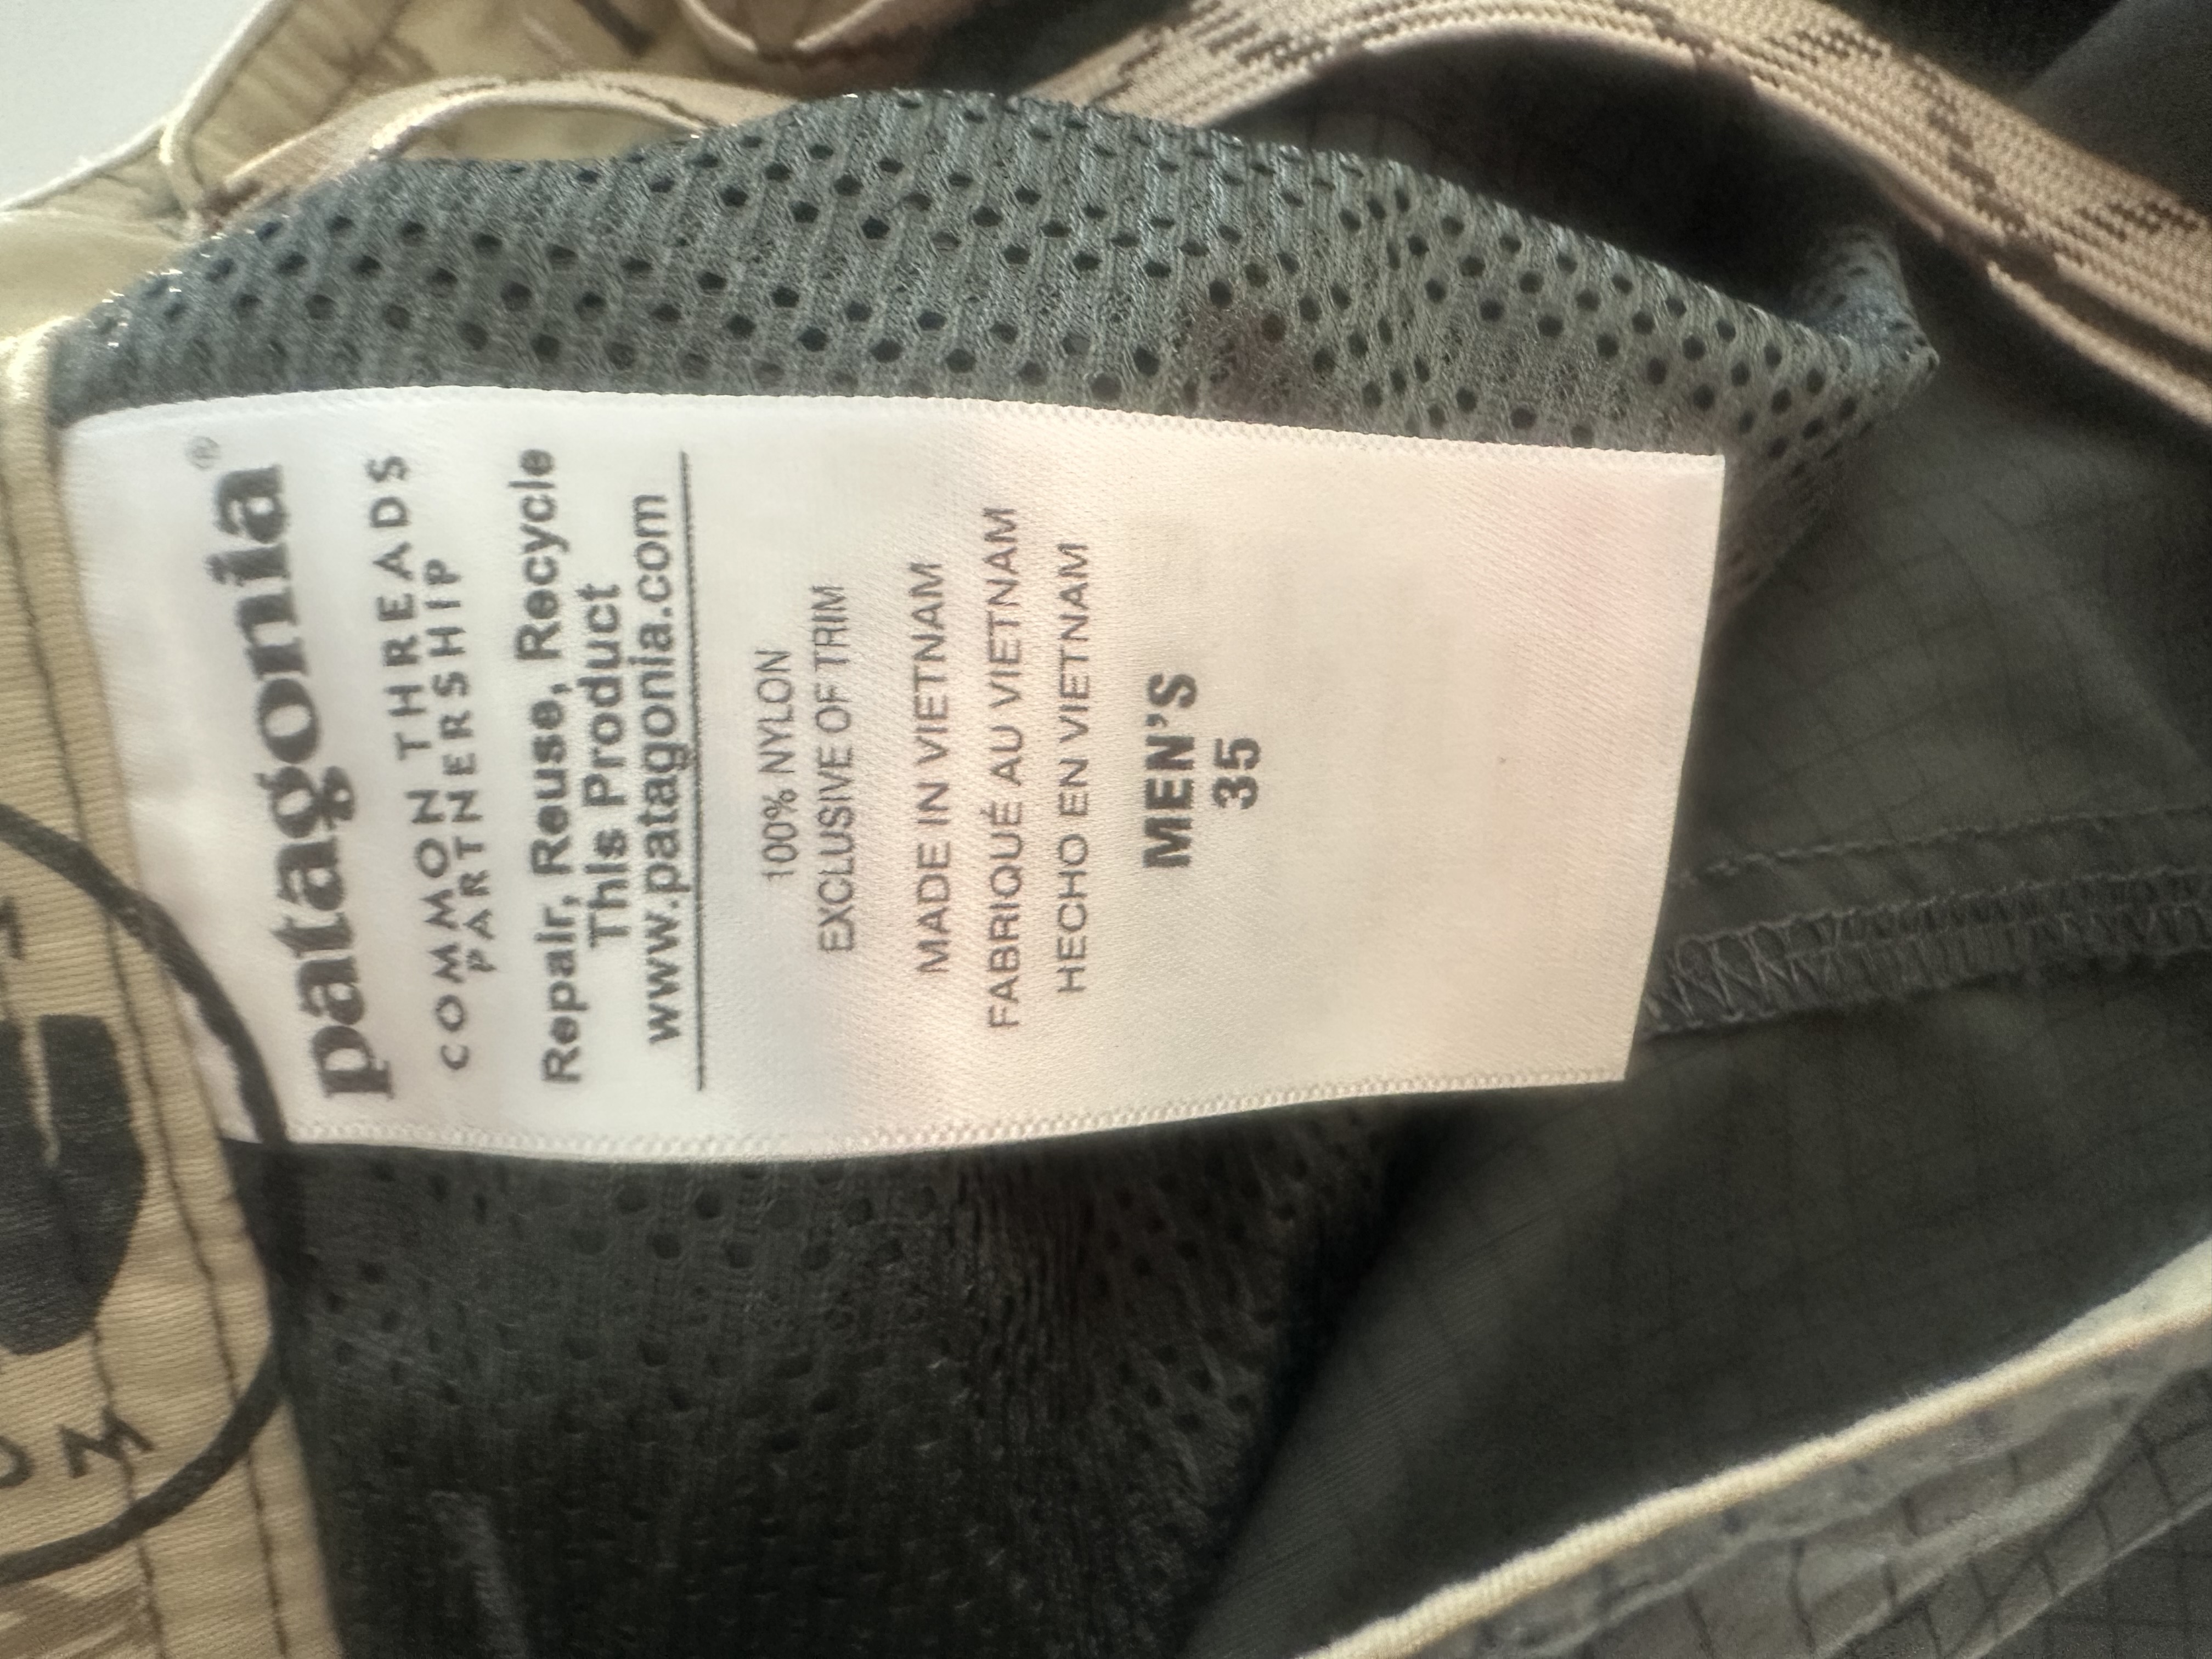 patagonia®
COMMON THREADS
PARTNERSHIP
Repair, Reuse, Recycle
This Product
www.patagonia.com
100% NYLON
EXCLUSIVE OF TRIM
MADE IN VIETNAM
FABRIQUÉ AU VIETNAM
HECHO EN VIETNAM
MEN'S
35